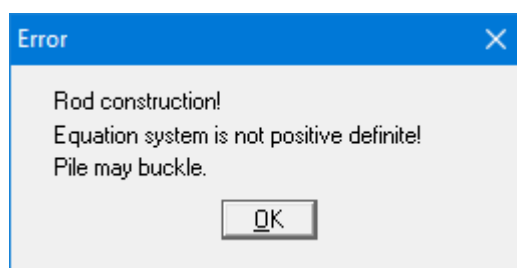 Error
Rod construction!
Equation system is not positive definite!
Pile may buckle.
OK